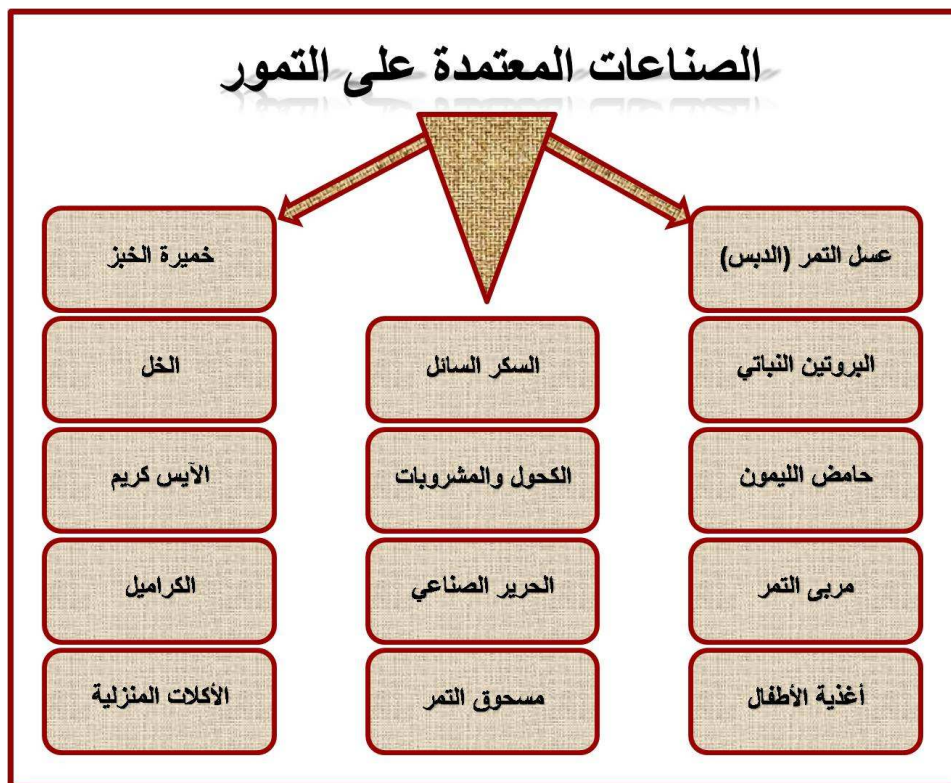 الصناعات المعتمدة على التمور
عسل التمر (الدبس)
البروتين النباتي
حامض الليمون
مربى التمر
أغذية الأطفال
السكر السائل
الكحول والمشروبات
الحرير الصناعي
مسحوق التمر
خميرة الخبز
الخل
الآيس كريم
الكراميل
الأكلات المنزلية